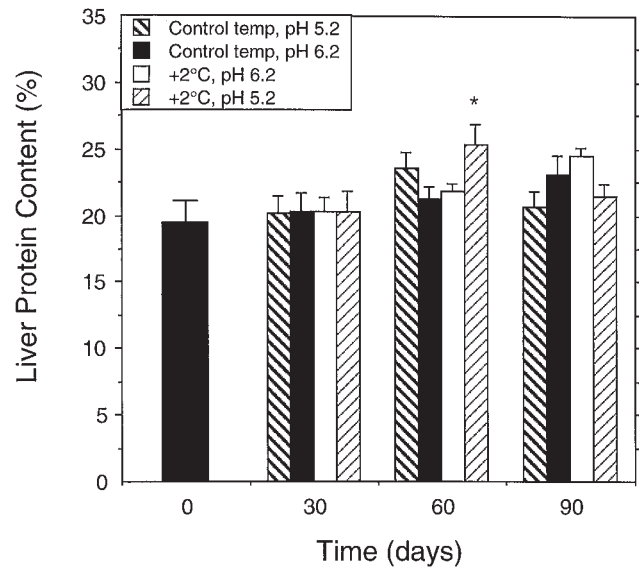 Liver Protein Content (%)
35
30
25
20
15
10
5
0
Control temp, pH 5.2
Control temp, pH 6.2
+2°C, pH 6.2
+2°C, pH 5.2
*
0 30 60 90
Time (days)